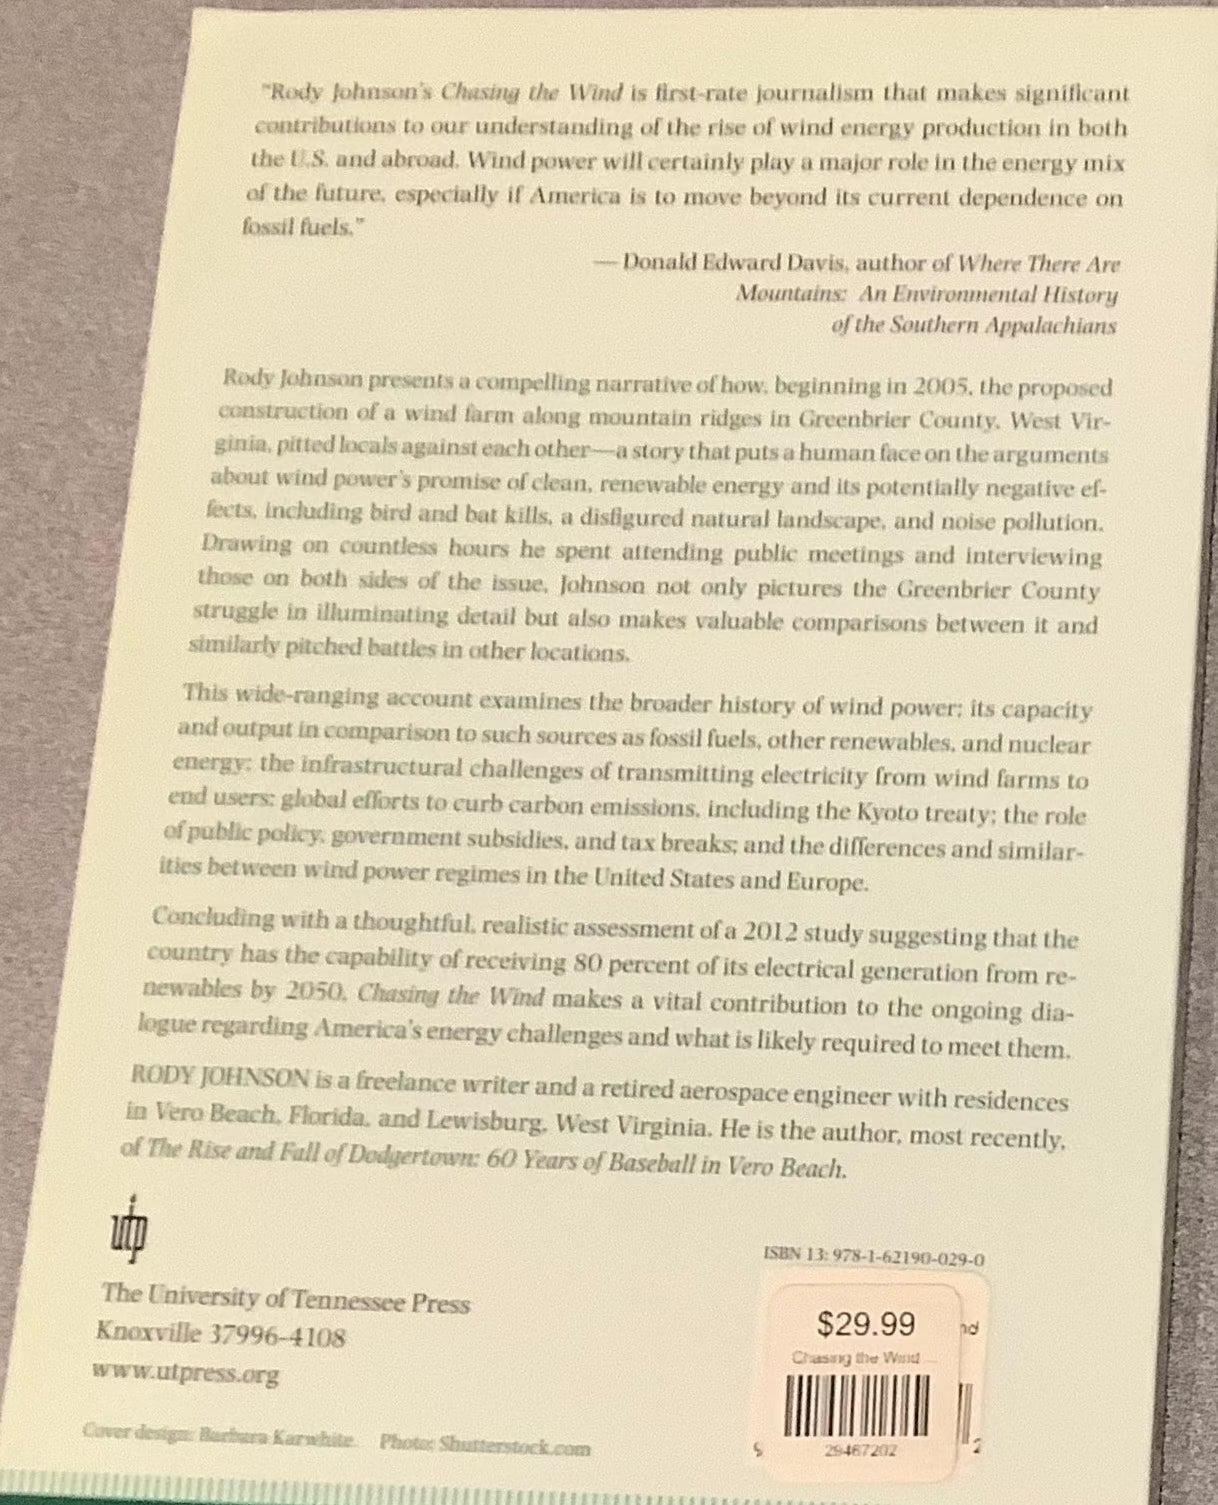 "Rody Johnson's Chasing the Wind is first-rate journalism that makes significant
contributions to our understanding of the rise of wind energy production in both
the U.S. and abroad. Wind power will certainly play a major role in the energy mix
of the future, especially if America is to move beyond its current dependence on
fossil fuels."
— Donald Edward Davis, author of Where There Are
Mountains: An Environmental History
of the Southern Appalachians
Rody Johnson presents a compelling narrative of how, beginning in 2005, the proposed
construction of a wind farm along mountain ridges in Greenbrier County, West Vir-
ginia, pitted locals against each other—a story that puts a human face on the arguments
about wind power's promise of clean, renewable energy and its potentially negative ef-
fects, including bird and bat kills, a disfigured natural landscape, and noise pollution.
Drawing on countless hours he spent attending public meetings and interviewing
those on both sides of the issue, Johnson not only pictures the Greenbrier County
struggle in illuminating detail but also makes valuable comparisons between it and
similarly pitched battles in other locations.
This wide-ranging account examines the broader history of wind power; its capacity
and output in comparison to such sources as fossil fuels, other renewables, and nuclear
energy; the infrastructural challenges of transmitting electricity from wind farms to
end users; global efforts to curb carbon emissions, including the Kyoto treaty; the role
of public policy, government subsidies, and tax breaks; and the differences and similar-
ities between wind power regimes in the United States and Europe.
Concluding with a thoughtful, realistic assessment of a 2012 study suggesting that the
country has the capability of receiving 80 percent of its electrical generation from re-
newables by 2050, Chasing the Wind makes a vital contribution to the ongoing dia-
logue regarding America's energy challenges and what is likely required to meet them.
RODY JOHNSON is a freelance writer and a retired aerospace engineer with residences
in Vero Beach, Florida, and Lewisburg, West Virginia. He is the author, most recently,
of The Rise and Fall of Dodgertown: 60 Years of Baseball in Vero Beach.
utp
The University of Tennessee Press
Knoxville 37996-4108
www.utpress.org
Cover design: Barbara Karwhite Photo: Shutterstock.com
ISBN 13: 978-1-62190-029-0
$29.99
Chasing the Wind ...
29467202
2